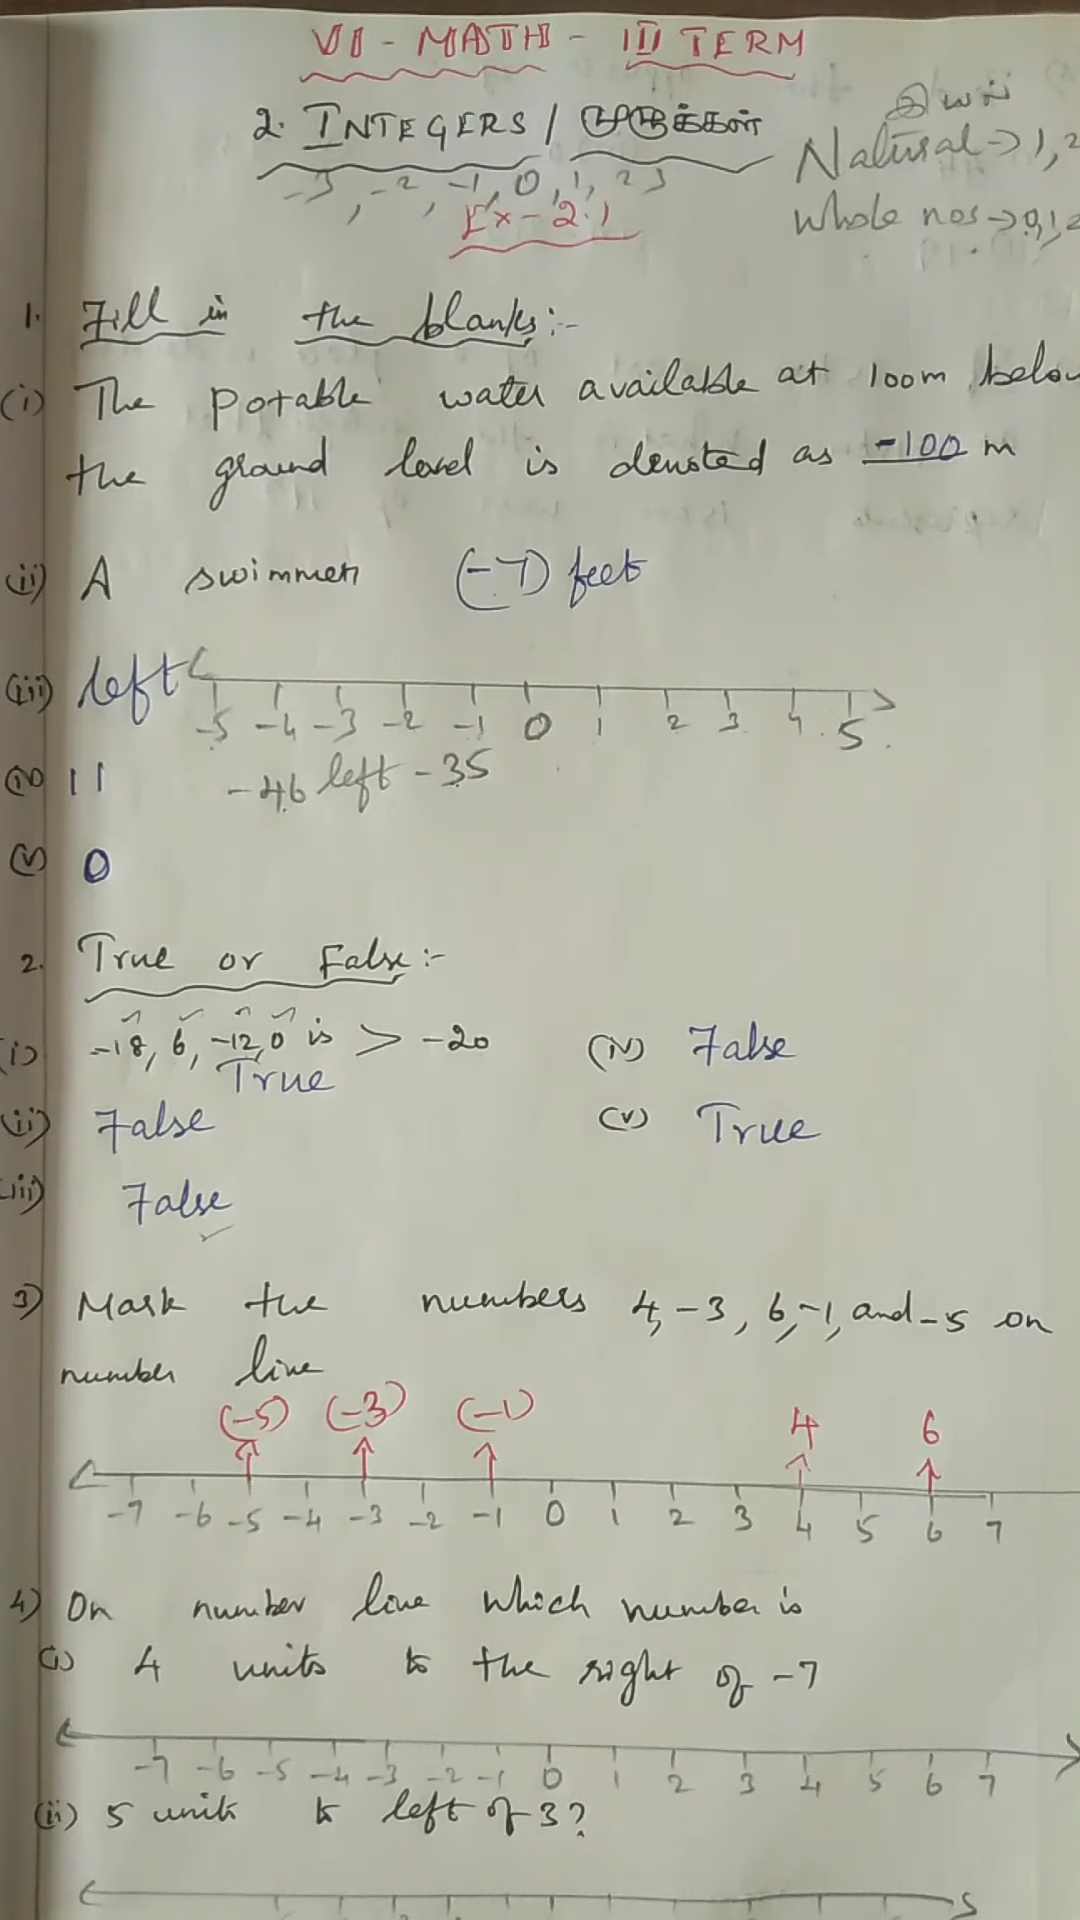 VI - MATH - III TERM
2. INTEGERS / முழுக்கள்
இயல்
Natural → 1, 2
-3, -2, -1, 0, 1, 2, 3
Whole nos → 0, 1, 2
Ex - 2.1
1. Fill in the blanks :-
(i) The potable water available at 100m below
the ground level is denoted as -100 m
(ii) A swimmer (-7) feet
(iii) left
-5 -4 -3 -2 -1 0 1 2 3 4 5
(iv) 11 -46 left -35
(v) 0
2. True or False :-
(i) -18, 6, -12, 0 is > -20 (iv) False
True
(ii) False (v) True
(iii) False
3) Mark the numbers 4, -3, 6, -1, and -5 on
number line
(-5) (-3) (-1) 4 6
-7 -6 -5 -4 -3 -2 -1 0 1 2 3 4 5 6 7
4) On number line which number is
(i) 4 units to the right of -7
-7 -6 -5 -4 -3 -2 -1 0 1 2 3 4 5 6 7
(ii) 5 units to left of 3?